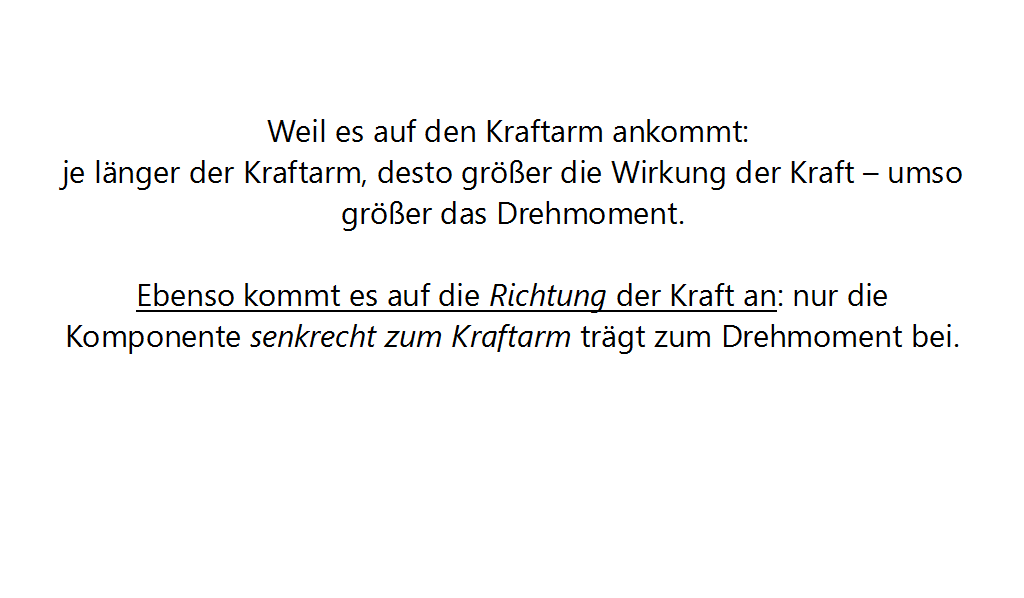 Weil es auf den Kraftarm ankommt:
je länger der Kraftarm, desto größer die Wirkung der Kraft – umso
größer das Drehmoment.
Ebenso kommt es auf die Richtung der Kraft an: nur die
Komponente senkrecht zum Kraftarm trägt zum Drehmoment bei.